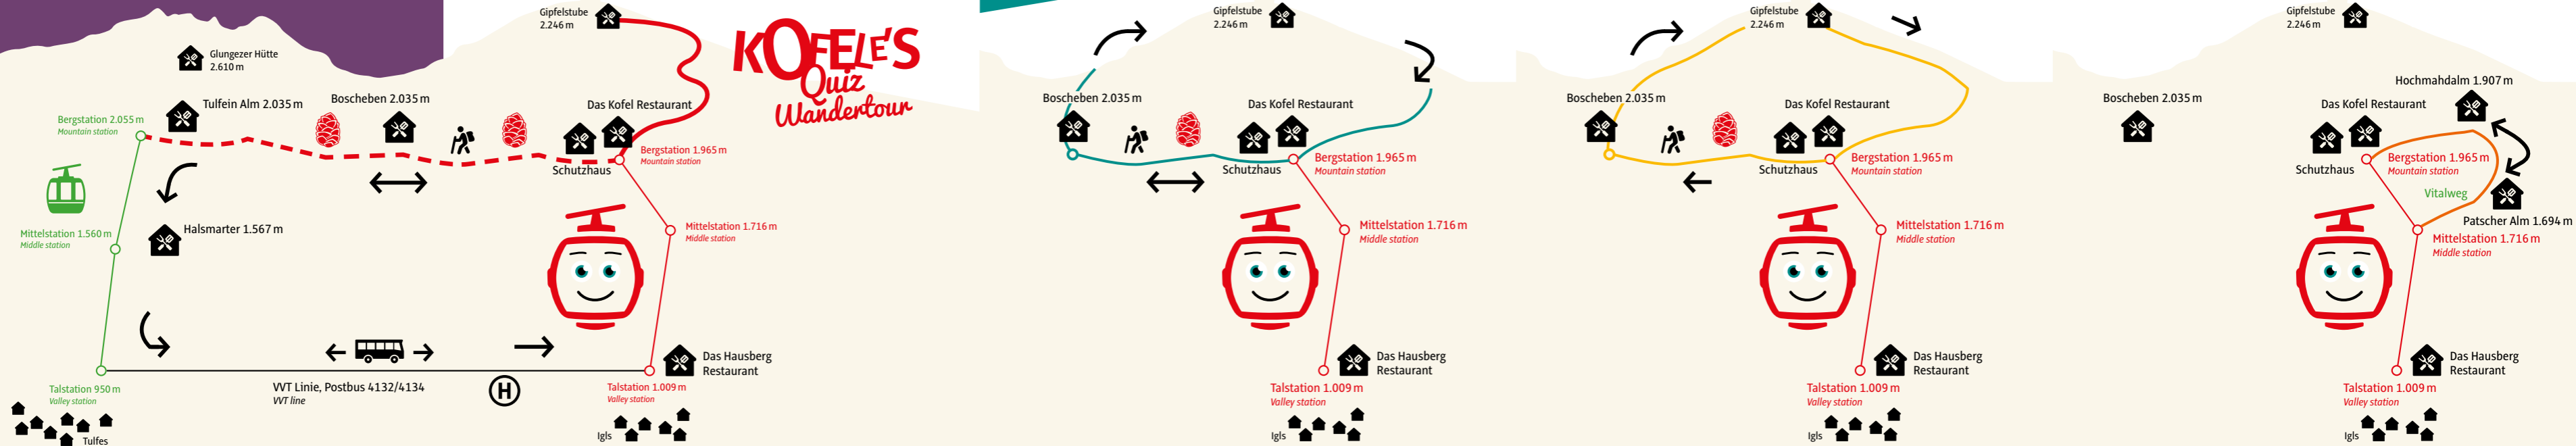 Gipfelstube
2.246 m
KOFELE'S
Quiz
Wandertour
Glungezer Hütte
2.610 m
Tulfein Alm 2.035 m
Boscheben 2.035 m
Das Kofel Restaurant
Bergstation 2.055 m
Mountain station
Bergstation 1.965 m
Mountain station
Schutzhaus
Halsmarter 1.567 m
Mittelstation 1.560 m
Middle station
Mittelstation 1.716 m
Middle station
Das Hausberg
Restaurant
Talstation 950 m
Valley station
VVT Linie, Postbus 4132/4134
VVT line
H
Talstation 1.009 m
Valley station
Tulfes
Igls
Gipfelstube
2.246 m
Boscheben 2.035 m
Das Kofel Restaurant
Bergstation 1.965 m
Mountain station
Schutzhaus
Mittelstation 1.716 m
Middle station
Das Hausberg
Restaurant
Talstation 1.009 m
Valley station
Igls
Gipfelstube
2.246 m
Boscheben 2.035 m
Das Kofel Restaurant
Bergstation 1.965 m
Mountain station
Schutzhaus
Mittelstation 1.716 m
Middle station
Das Hausberg
Restaurant
Talstation 1.009 m
Valley station
Igls
Gipfelstube
2.246 m
Hochmahdalm 1.907 m
Boscheben 2.035 m
Das Kofel Restaurant
Bergstation 1.965 m
Mountain station
Schutzhaus
Vitalweg
Patscher Alm 1.694 m
Mittelstation 1.716 m
Middle station
Das Hausberg
Restaurant
Talstation 1.009 m
Valley station
Igls